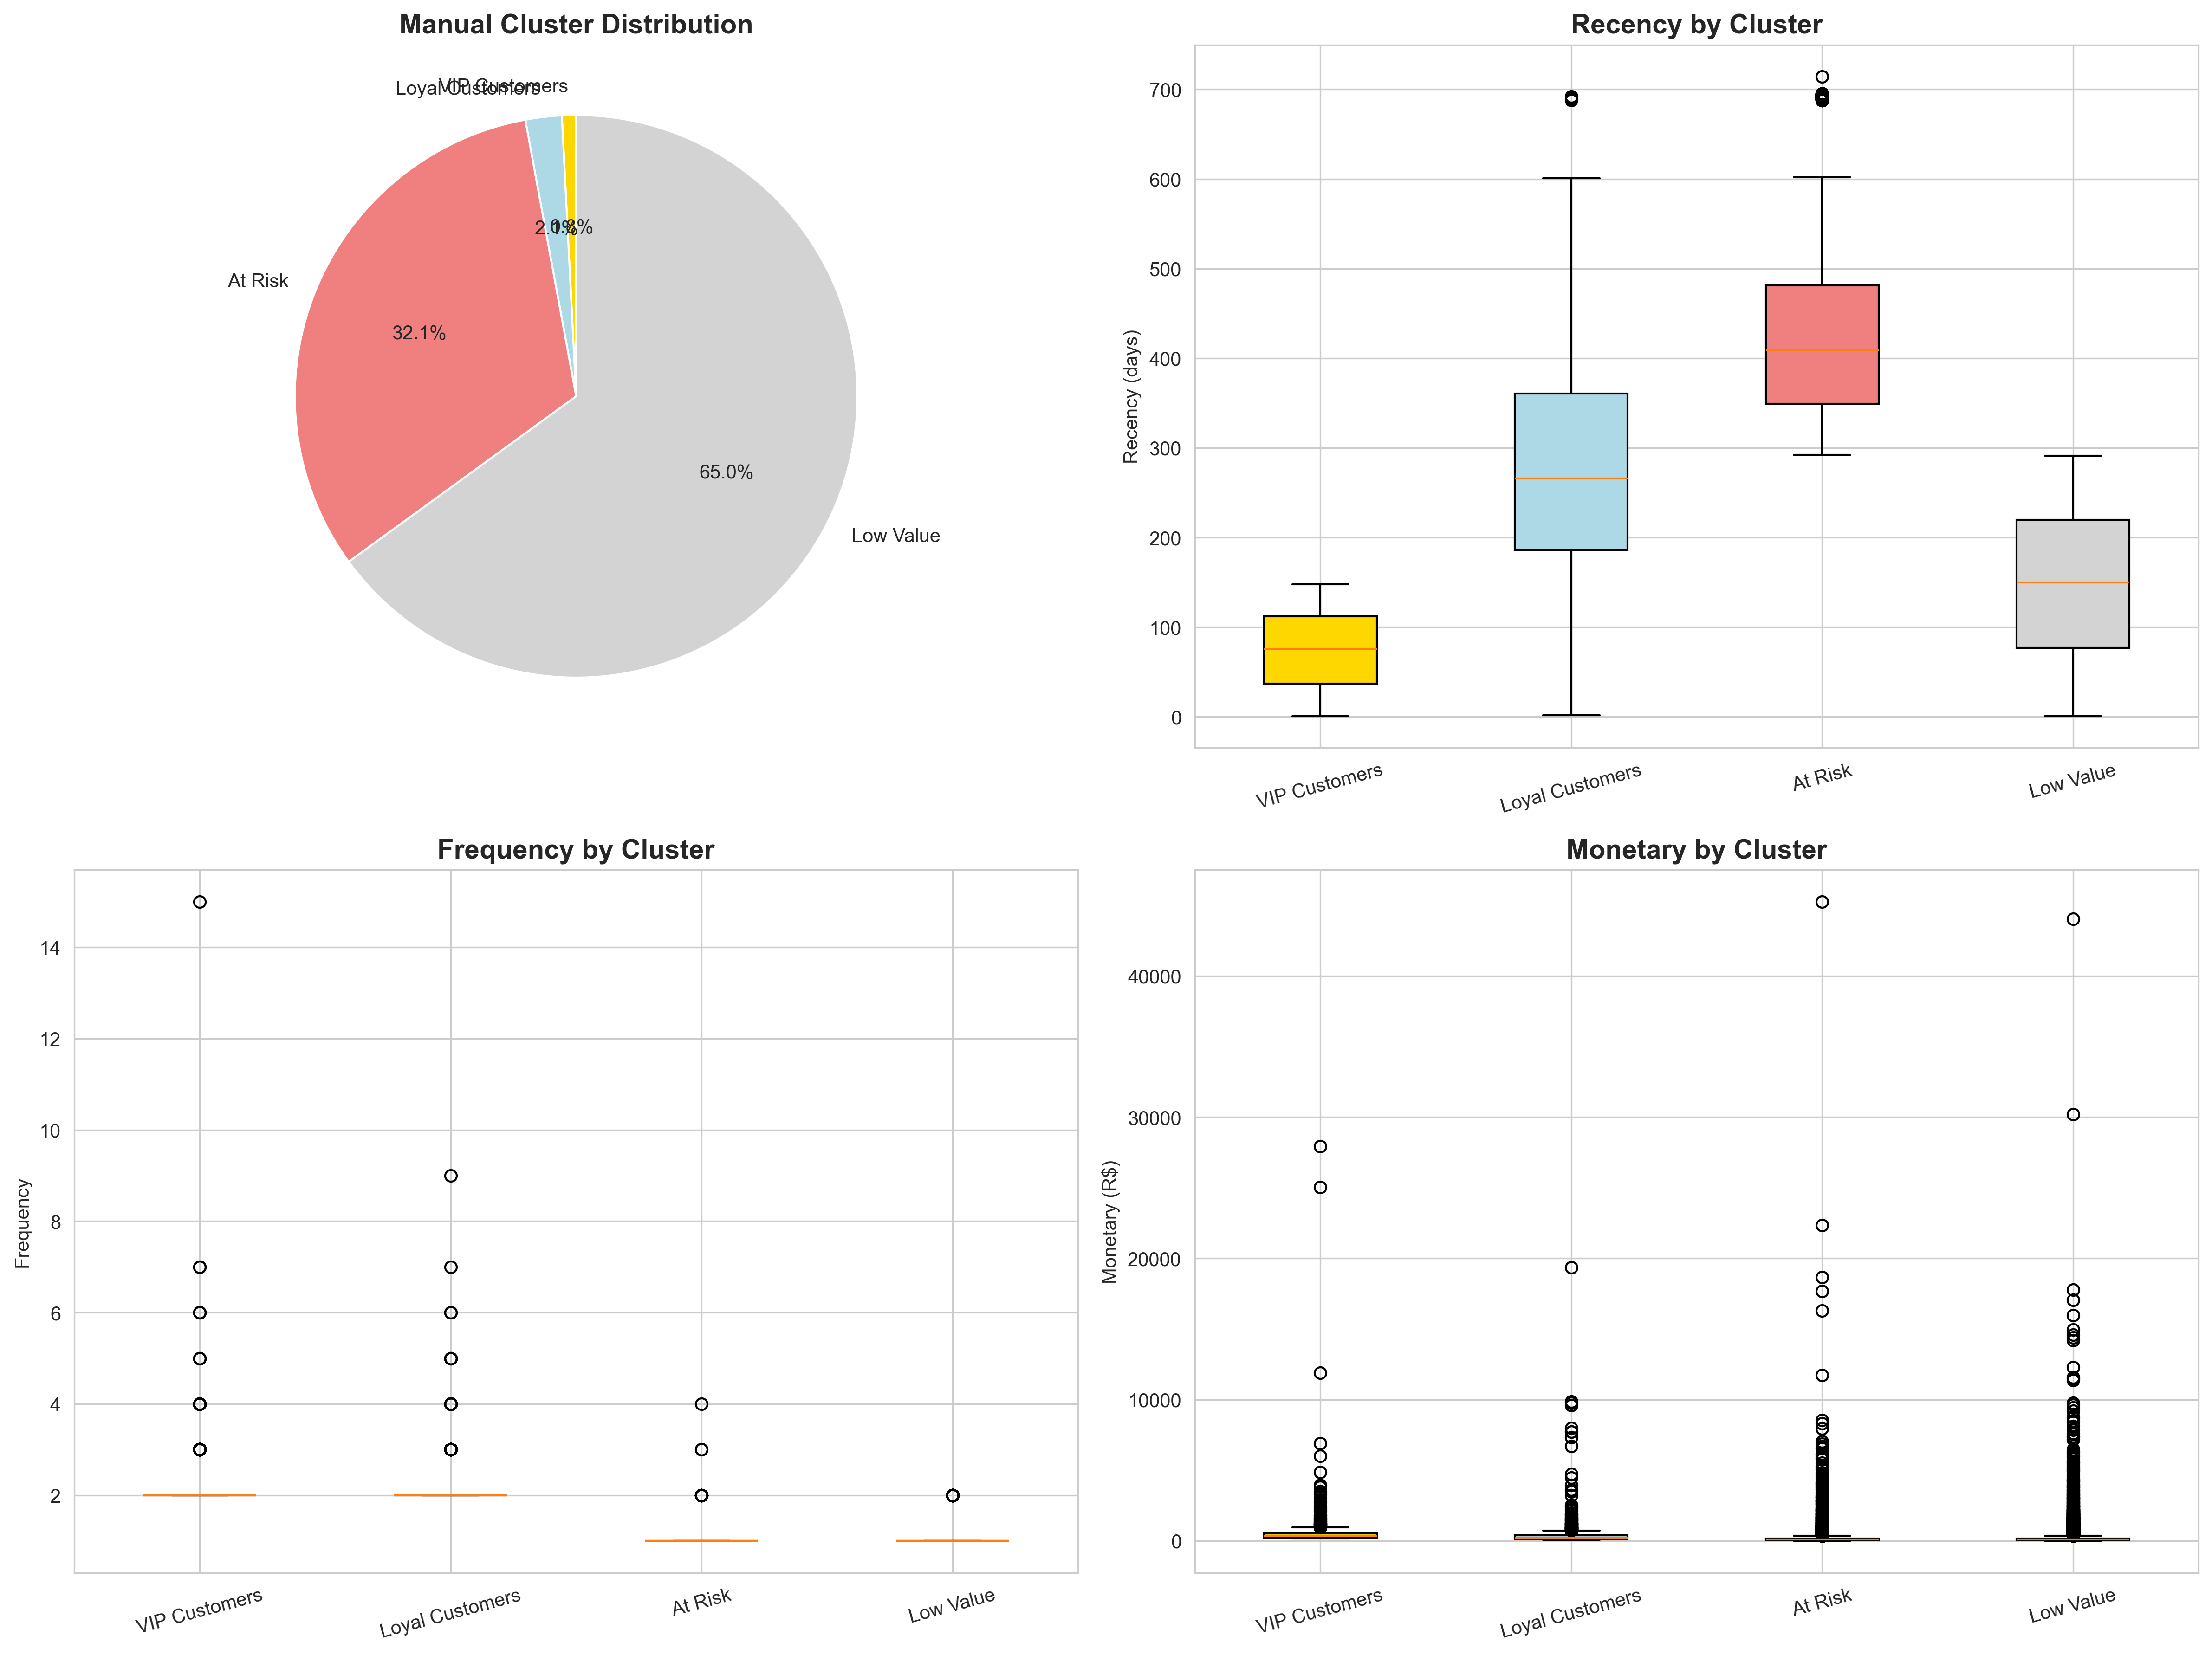 Manual Cluster Distribution
Loyal Customers
VIP Customers
2.1%
0.8%
At Risk
32.1%
65.0%
Low Value
Recency by Cluster
Recency (days)
700
600
500
400
300
200
100
0
VIP Customers
Loyal Customers
At Risk
Low Value
Frequency by Cluster
Frequency
14
12
10
8
6
4
2
VIP Customers
Loyal Customers
At Risk
Low Value
Monetary by Cluster
Monetary (R$)
40000
30000
20000
10000
0
VIP Customers
Loyal Customers
At Risk
Low Value